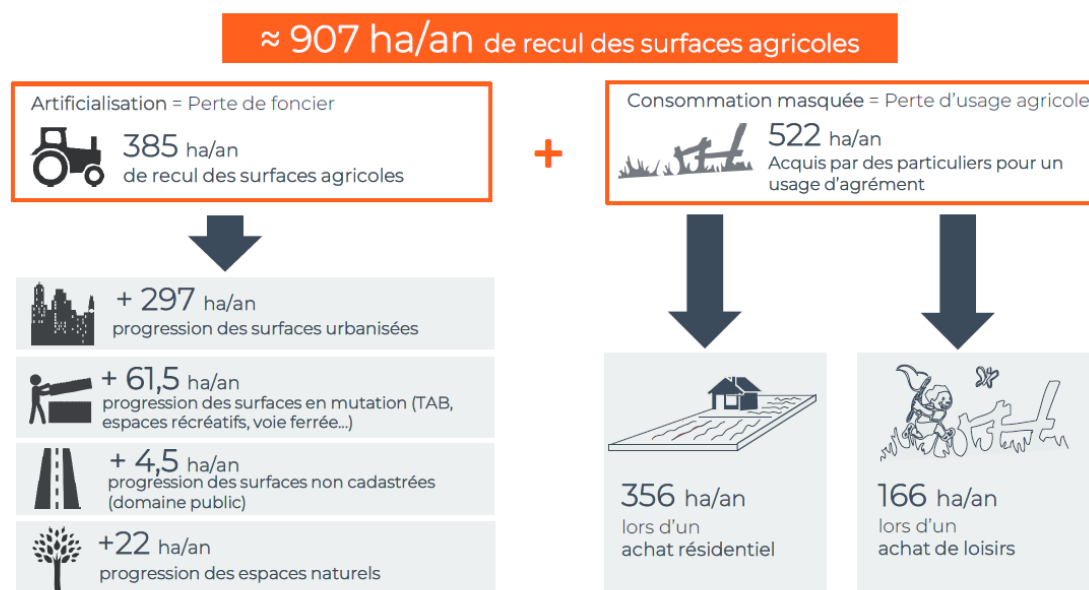 ≈ 907 ha/an de recul des surfaces agricoles
Artificialisation = Perte de foncier
385 ha/an
de recul des surfaces agricoles
+
Consommation masquée = Perte d'usage agricole
522 ha/an
Acquis par des particuliers pour un
usage d'agrément
+ 297 ha/an
progression des surfaces urbanisées
+ 61,5 ha/an
progression des surfaces en mutation (TAB,
espaces récréatifs, voie ferrée...)
+ 4,5 ha/an
progression des surfaces non cadastrées
(domaine public)
+22 ha/an
progression des espaces naturels
356 ha/an
lors d'un
achat résidentiel
166 ha/an
lors d'un
achat de loisirs